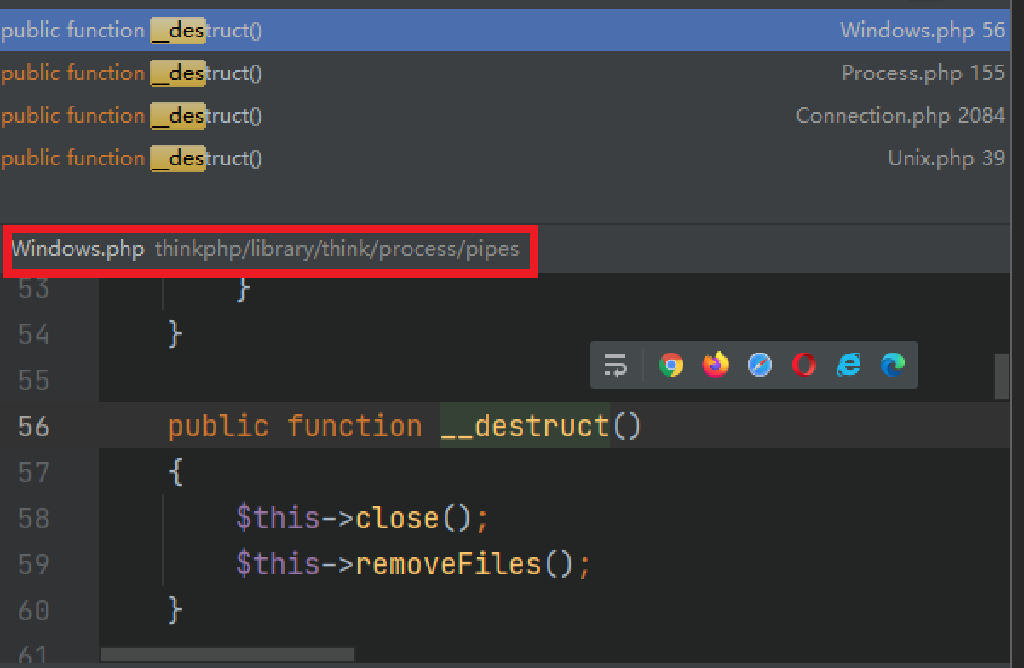 public function __destruct() Windows.php 56
public function __destruct() Process.php 155
public function __destruct() Connection.php 2084
public function __destruct() Unix.php 39
Windows.php thinkphp/library/think/process/pipes
53 }
54 }
55
56 public function __destruct()
57 {
58 $this->close();
59 $this->removeFiles();
60 }
61